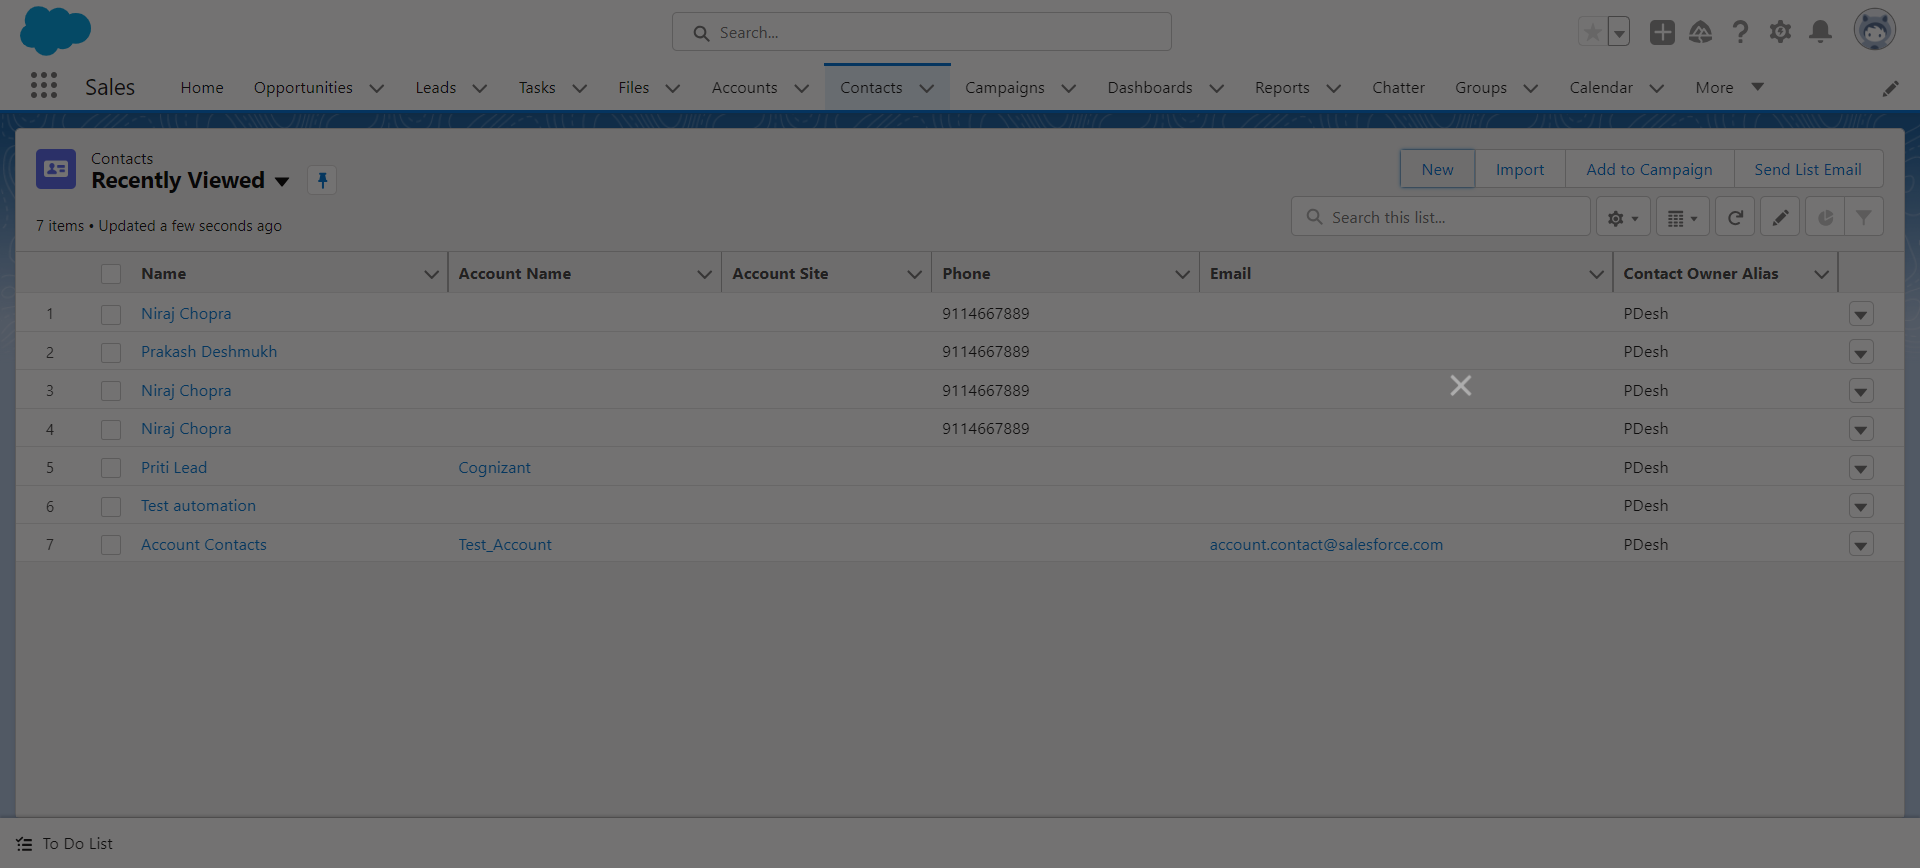 Search...
Sales Home Opportunities Leads Tasks Files Accounts Contacts Campaigns Dashboards Reports Chatter Groups Calendar More
Contacts
Recently Viewed
New Import Add to Campaign Send List Email
7 items • Updated a few seconds ago
Search this list...
Name Account Name Account Site Phone Email Contact Owner Alias
1 Niraj Chopra 9114667889 PDesh
2 Prakash Deshmukh 9114667889 PDesh
3 Niraj Chopra 9114667889 PDesh
4 Niraj Chopra 9114667889 PDesh
5 Priti Lead Cognizant PDesh
6 Test automation PDesh
7 Account Contacts Test_Account account.contact@salesforce.com PDesh
To Do List